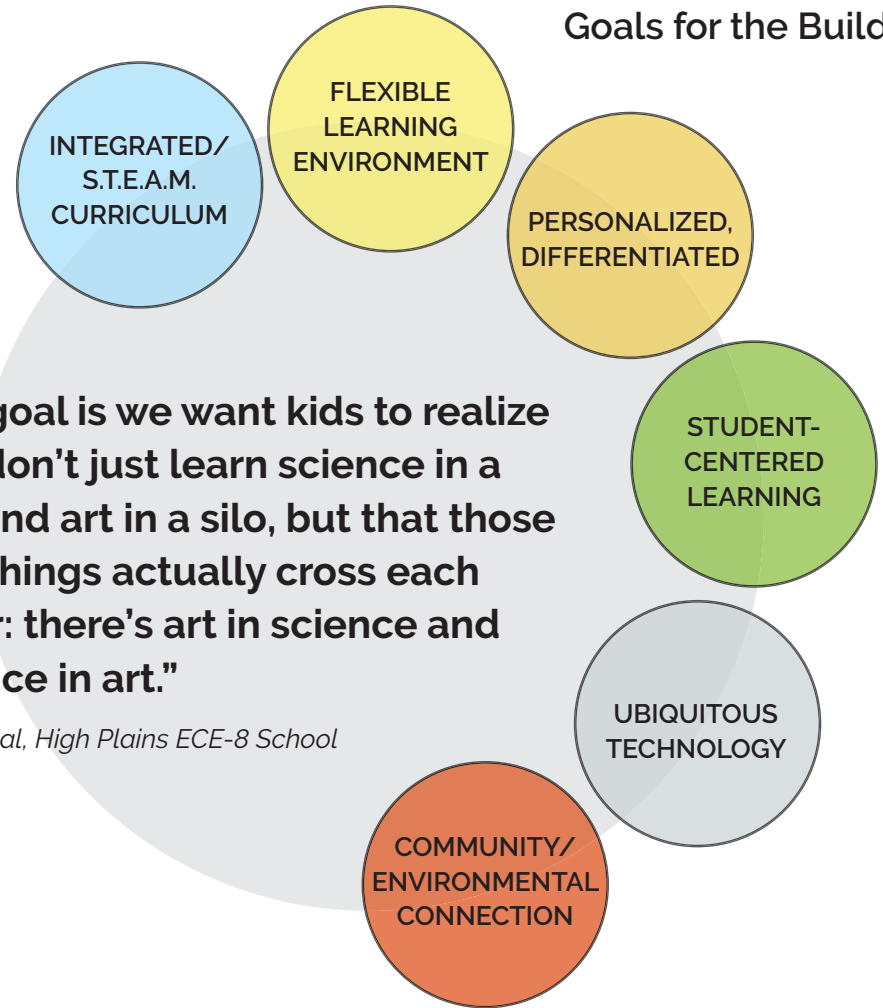 Goals for the Build
FLEXIBLE
LEARNING
ENVIRONMENT
INTEGRATED/
S.T.E.A.M.
CURRICULUM
PERSONALIZED,
DIFFERENTIATED
STUDENT-
CENTERED
LEARNING
goal is we want kids to realize
don’t just learn science in a
nd art in a silo, but that those
hings actually cross each
r: there’s art in science and
ce in art.”
al, High Plains ECE-8 School
UBIQUITOUS
TECHNOLOGY
COMMUNITY/
ENVIRONMENTAL
CONNECTION